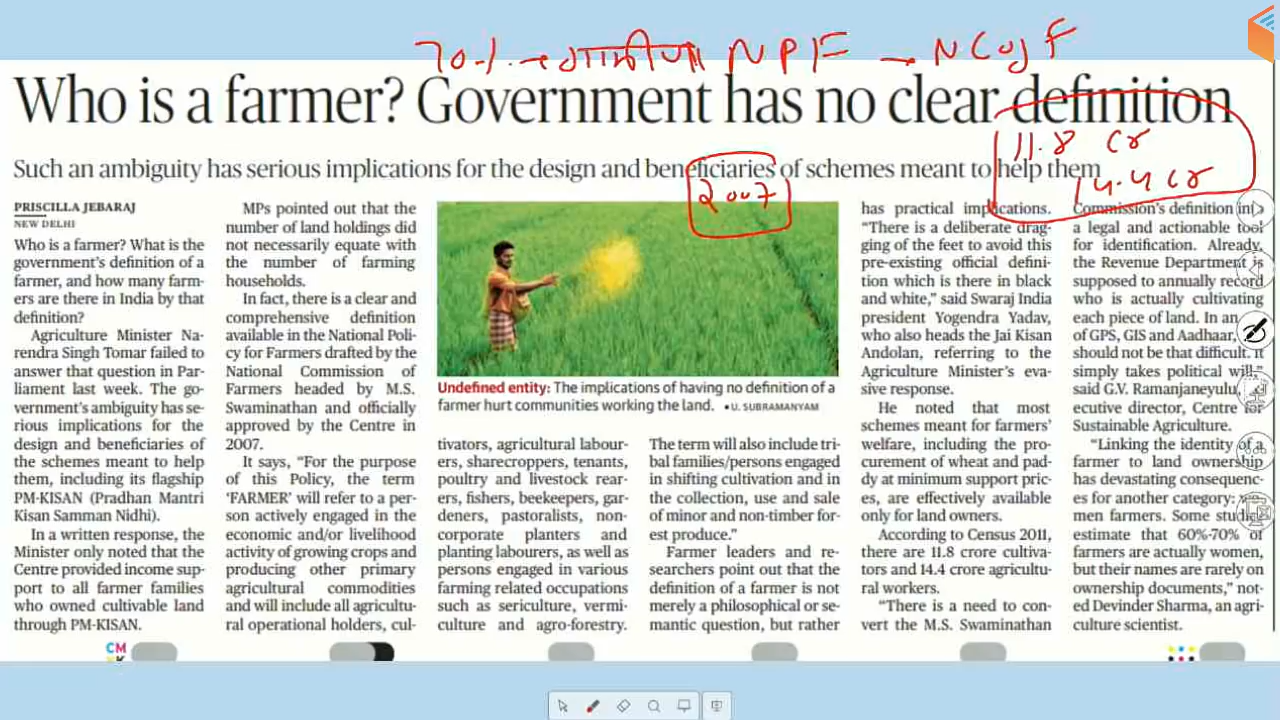 70% → NPF → NCOF
Who is a farmer? Government has no clear definition
11.8 cr
14.4 cr
Such an ambiguity has serious implications for the design and beneficiaries of schemes meant to help them
2007
PRISCILLA JEBARAJ
NEW DELHI
Who is a farmer? What is the
government's definition of a
farmer, and how many farm-
ers are there in India by that
definition?
Agriculture Minister Na-
rendra Singh Tomar failed to
answer that question in Par-
liament last week. The go-
vernment's ambiguity has se-
rious implications for the
design and beneficiaries of
the schemes meant to help
them, including its flagship
PM-KISAN (Pradhan Mantri
Kisan Samman Nidhi).
In a written response, the
Minister only noted that the
Centre provided income sup-
port to all farmer families
who owned cultivable land
through PM-KISAN.
MPs pointed out that the
number of land holdings did
not necessarily equate with
the number of farming
households.
In fact, there is a clear and
comprehensive definition
available in the National Poli-
cy for Farmers drafted by the
National Commission of
Farmers headed by M.S.
Swaminathan and officially
approved by the Centre in
2007.
It says, "For the purpose
of this Policy, the term
'FARMER' will refer to a per-
son actively engaged in the
economic and/or livelihood
activity of growing crops and
producing other primary
agricultural commodities
and will include all agricultu-
ral operational holders, cul-
Undefined entity: The implications of having no definition of a
farmer hurt communities working the land. •U. SUBRAMANYAM
tivators, agricultural labour-
ers, sharecroppers, tenants,
poultry and livestock rear-
ers, fishers, beekeepers, gar-
deners, pastoralists, non-
corporate planters and
planting labourers, as well as
persons engaged in various
farming related occupations
such as sericulture, vermi-
culture and agro-forestry.
The term will also include tri-
bal families/persons engaged
in shifting cultivation and in
the collection, use and sale
of minor and non-timber for-
est produce."
Farmer leaders and re-
searchers point out that the
definition of a farmer is not
merely a philosophical or se-
mantic question, but rather
has practical implications.
"There is a deliberate drag-
ging of the feet to avoid this
pre-existing official defini-
tion which is there in black
and white," said Swaraj India
president Yogendra Yadav,
who also heads the Jai Kisan
Andolan, referring to the
Agriculture Minister's eva-
sive response.
He noted that most
schemes meant for farmers'
welfare, including the pro-
curement of wheat and pad-
dy at minimum support pric-
es, are effectively available
only for land owners.
According to Census 2011,
there are 11.8 crore cultiva-
tors and 14.4 crore agricultu-
ral workers.
"There is a need to con-
vert the M.S. Swaminathan
Commission's definition into
a legal and actionable tool
for identification. Already,
the Revenue Department is
supposed to annually record
who is actually cultivating
each piece of land. In an
of GPS, GIS and Aadhaar,
should not be that difficult. It
simply takes political will,"
said G.V. Ramanjaneyulu,
ecutive director, Centre for
Sustainable Agriculture.
"Linking the identity of a
farmer to land ownership
has devastating consequenc-
es for another category:
men farmers. Some
estimate that 60%-70% of
farmers are actually women,
but their names are rarely on
ownership documents," not-
ed Devinder Sharma, an agri-
culture scientist.
CM